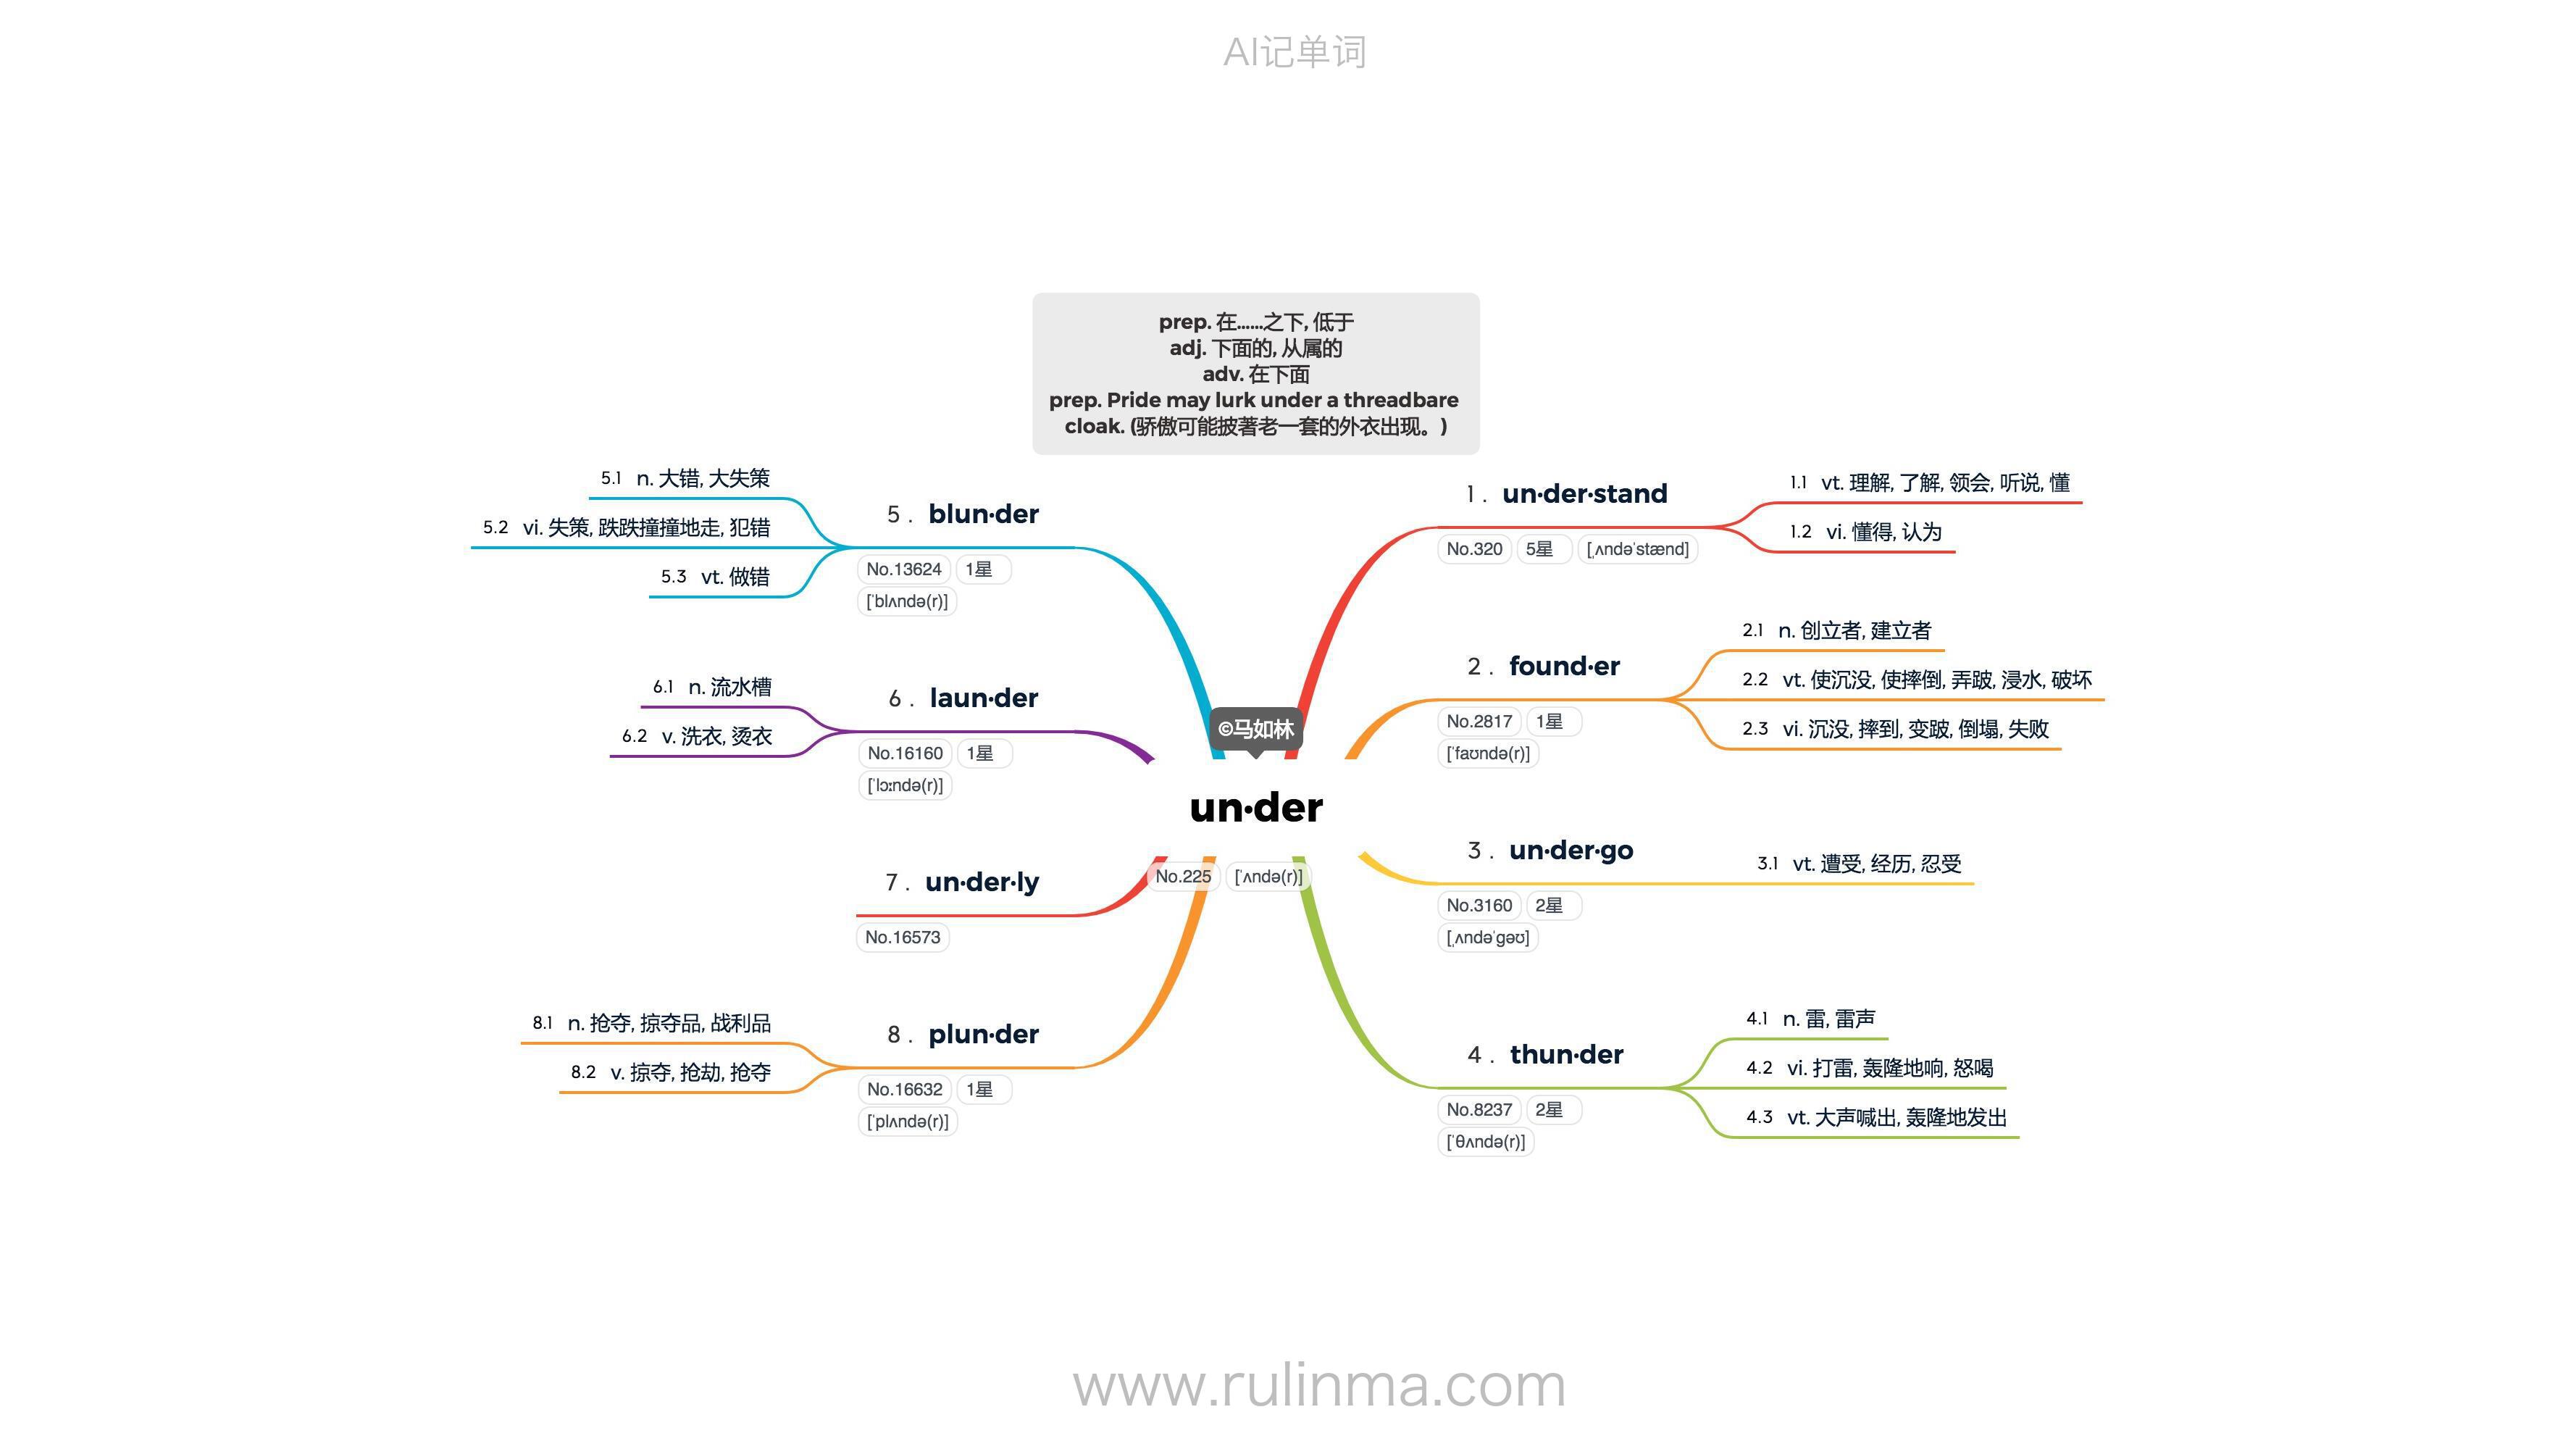 AI记单词
prep. 在……之下, 低于
adj. 下面的, 从属的
adv. 在下面
prep. Pride may lurk under a threadbare
cloak. (骄傲可能披著老一套的外衣出现。)
©马如林
un·der
No.225 [ˈʌndə(r)]
1. un·der·stand
No.320 5星 [ˌʌndəˈstænd]
1.1 vt. 理解, 了解, 领会, 听说, 懂
1.2 vi. 懂得, 认为
2. found·er
No.2817 1星
[ˈfaʊndə(r)]
2.1 n. 创立者, 建立者
2.2 vt. 使沉没, 使摔倒, 弄跛, 浸水, 破坏
2.3 vi. 沉没, 摔到, 变跛, 倒塌, 失败
3. un·der·go
No.3160 2星
[ˌʌndəˈgəʊ]
3.1 vt. 遭受, 经历, 忍受
4. thun·der
No.8237 2星
[ˈθʌndə(r)]
4.1 n. 雷, 雷声
4.2 vi. 打雷, 轰隆地响, 怒喝
4.3 vt. 大声喊出, 轰隆地发出
5. blun·der
No.13624 1星
[ˈblʌndə(r)]
5.1 n. 大错, 大失策
5.2 vi. 失策, 跌跌撞撞地走, 犯错
5.3 vt. 做错
6. laun·der
No.16160 1星
[ˈlɔːndə(r)]
6.1 n. 流水槽
6.2 v. 洗衣, 烫衣
7. un·der·ly
No.16573
8. plun·der
No.16632 1星
[ˈplʌndə(r)]
8.1 n. 抢夺, 掠夺品, 战利品
8.2 v. 掠夺, 抢劫, 抢夺
www.rulinma.com